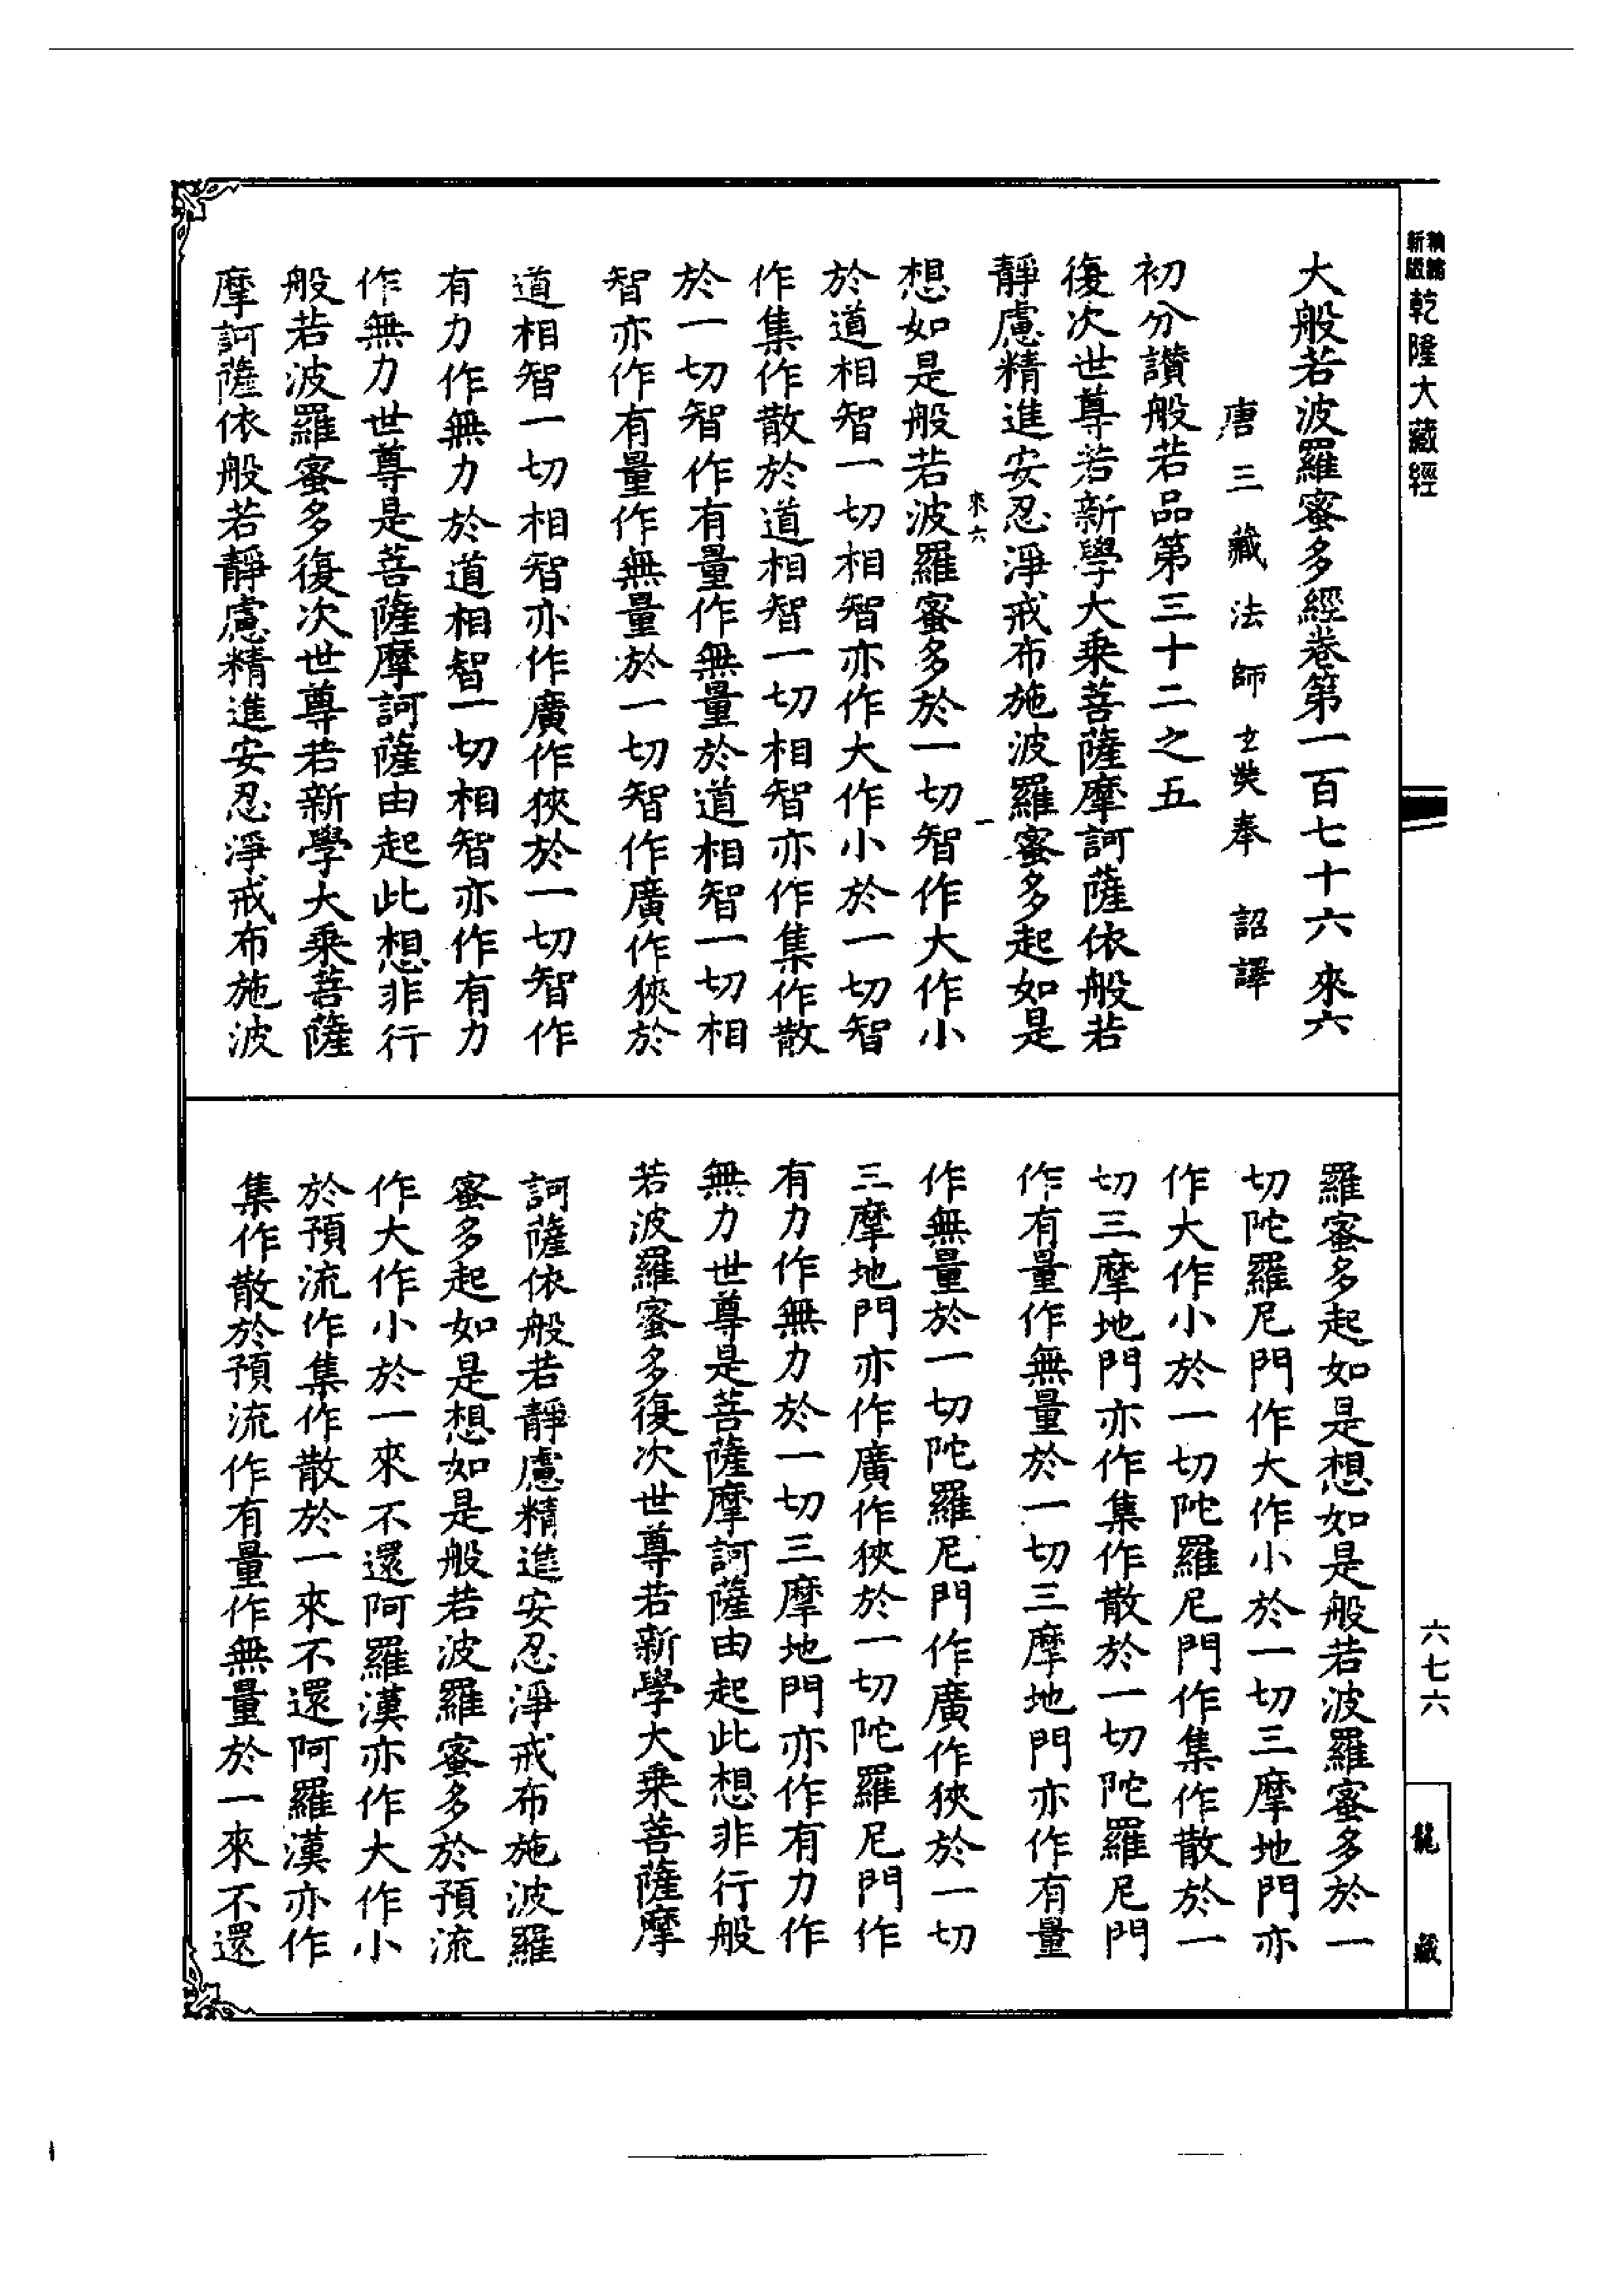 新版
精縮
乾隆大藏經
大般若波羅蜜多經卷第一百七十六 來六
唐三藏法師玄奘奉 詔譯
初分讚般若品第三十二之五
復次世尊若新學大乘菩薩摩訶薩依般若
靜慮精進安忍淨戒布施波羅蜜多起如是
來六 一
想如是般若波羅蜜多於一切智作大作小
於道相智一切相智亦作大作小於一切智
作集作散於道相智一切相智亦作集作散
於一切智作有量作無量於道相智一切相
智亦作有量作無量於一切智作廣作狹於
道相智一切相智亦作廣作狹於一切智作
有力作無力於道相智一切相智亦作有力
作無力世尊是菩薩摩訶薩由起此想非行
般若波羅蜜多復次世尊若新學大乘菩薩
摩訶薩依般若靜慮精進安忍淨戒布施波
羅蜜多起如是想如是般若波羅蜜多於一
切陀羅尼門作大作小於一切三摩地門亦
作大作小於一切陀羅尼門作集作散於一
切三摩地門亦作集作散於一切陀羅尼門
作有量作無量於一切三摩地門亦作有量
作無量於一切陀羅尼門作廣作狹於一切
三摩地門亦作廣作狹於一切陀羅尼門作
有力作無力於一切三摩地門亦作有力作
無力世尊是菩薩摩訶薩由起此想非行般
若波羅蜜多復次世尊若新學大乘菩薩摩
訶薩依般若靜慮精進安忍淨戒布施波羅
蜜多起如是想如是般若波羅蜜多於預流
作大作小於一來不還阿羅漢亦作大作小
於預流作集作散於一來不還阿羅漢亦作
集作散於預流作有量作無量於一來不還
六七六
龍藏